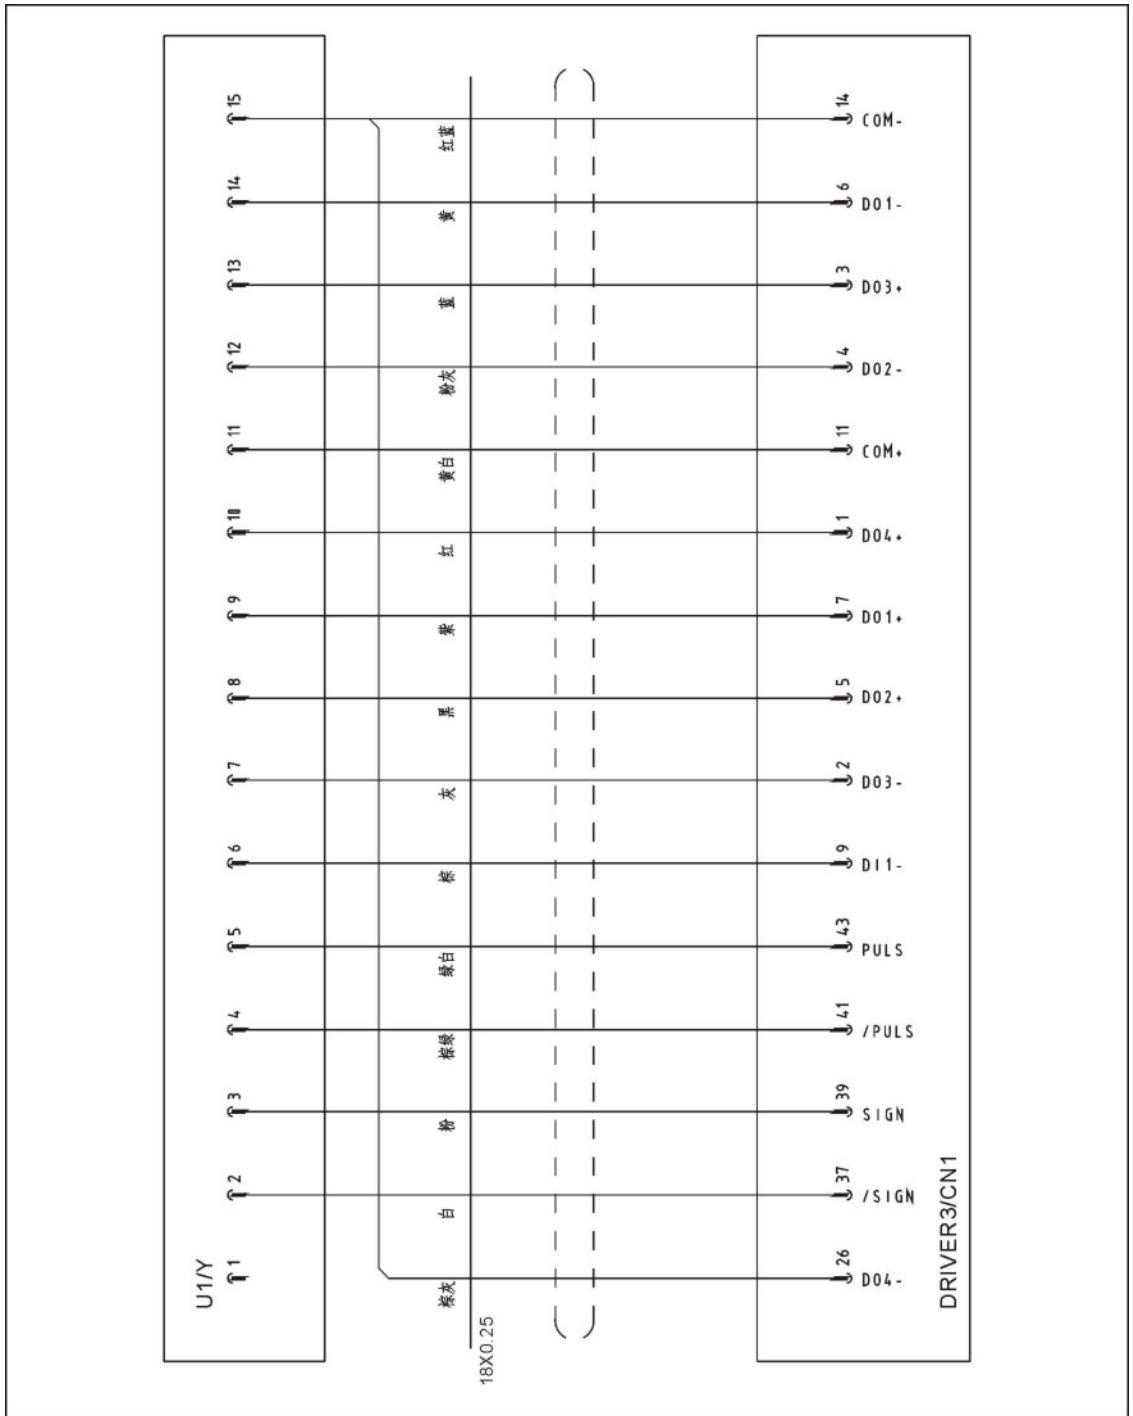 15 红蓝 14 COM-
14 黄 6 DO1-
13 蓝 3 DO3+
12 粉灰 4 DO2-
11 黄白 11 COM+
10 红 1 DO4+
9 紫 7 DO1+
8 黑 5 DO2+
7 灰 2 DO3-
6 棕 9 DI1-
5 绿白 43 PULS
4 棕绿 41 /PULS
3 粉 39 SIGN
2 白 37 /SIGN
1 棕灰 26 DO4-
U1/Y
18X0.25
DRIVER3/CN1